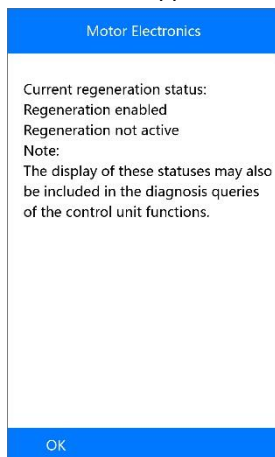 Motor Electronics
Current regeneration status:
Regeneration enabled
Regeneration not active
Note:
The display of these statuses may also
be included in the diagnosis queries
of the control unit functions.
OK